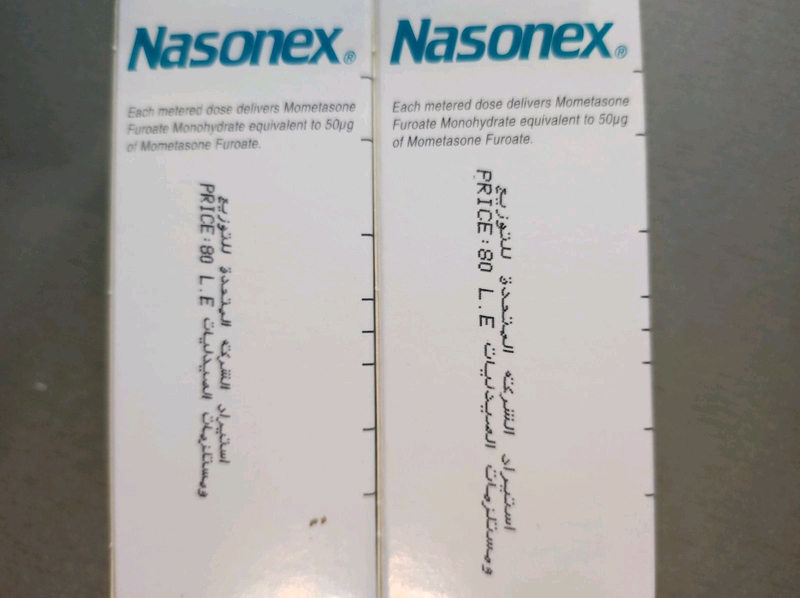 Nasonex®
Each metered dose delivers Mometasone
Furoate Monohydrate equivalent to 50µg
of Mometasone Furoate.
استيراد الشركه المتحدة للتوزيع
ومستلزمات الصيدليات PRICE:80 L.E
Nasonex®
Each metered dose delivers Mometasone
Furoate Monohydrate equivalent to 50µg
of Mometasone Furoate.
استيراد الشركه المتحدة للتوزيع
ومستلزمات الصيدليات PRICE:80 L.E